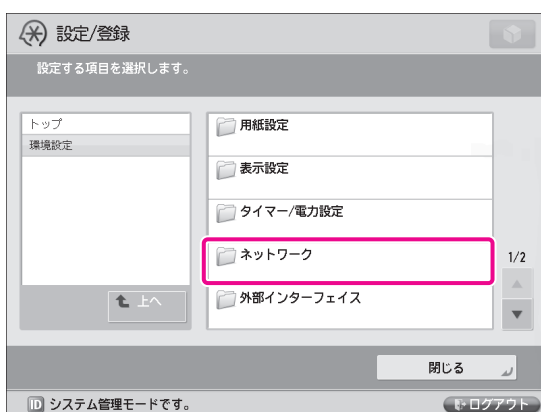 設定/登録
設定する項目を選択します。
トップ
環境設定
上へ
用紙設定
表示設定
タイマー/電力設定
ネットワーク
外部インターフェイス
1/2
閉じる
ID システム管理モードです。
ログアウト